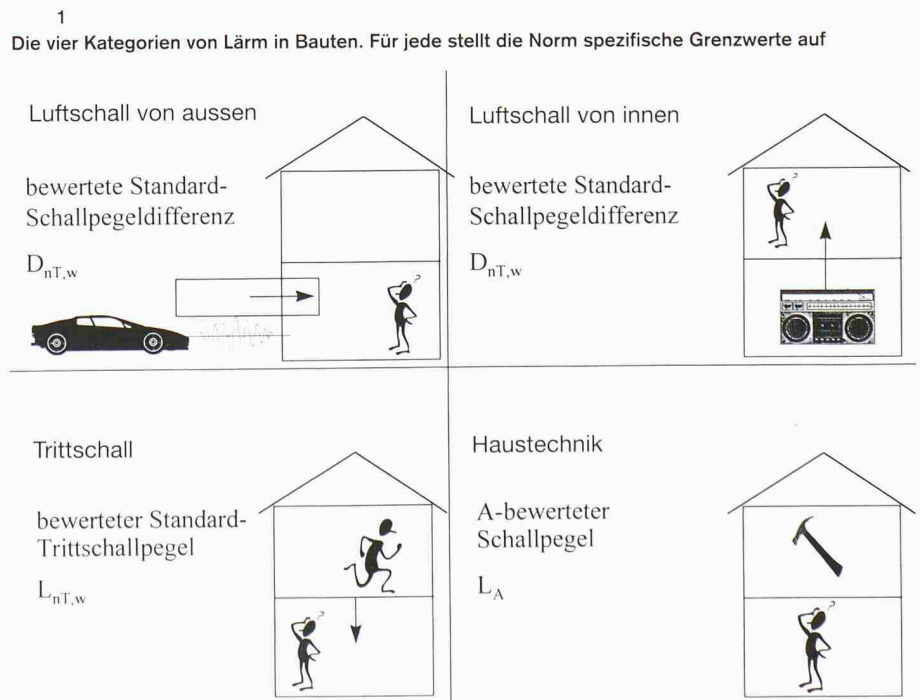 1
Die vier Kategorien von Lärm in Bauten. Für jede stellt die Norm spezifische Grenzwerte auf
Luftschall von aussen
bewertete Standard-
Schallpegeldifferenz
DnT,w
?
Luftschall von innen
bewertete Standard-
Schallpegeldifferenz
DnT,w
?
Trittschall
bewerteter Standard-
Trittschallpegel
LnT,w
?
Haustechnik
A-bewerteter
Schallpegel
LA
?